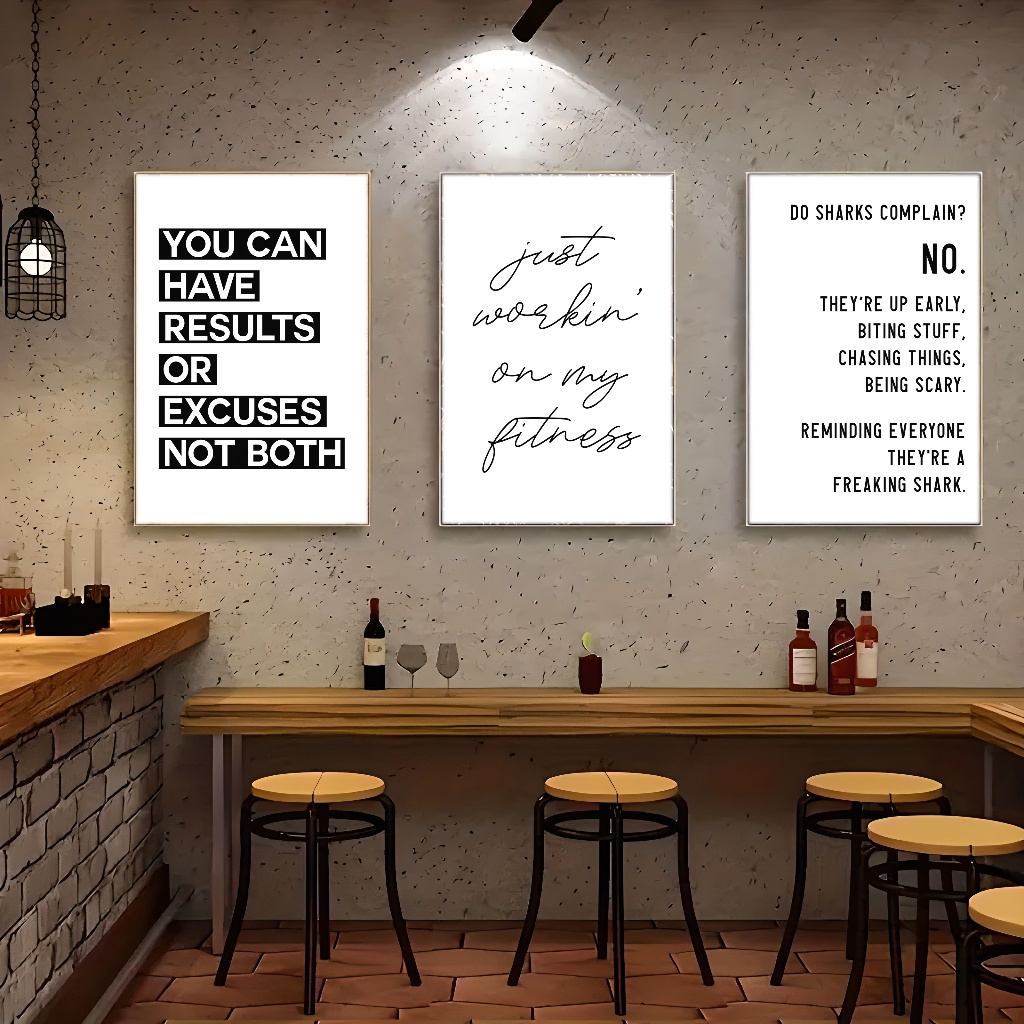 YOU CAN
HAVE
RESULTS
OR
EXCUSES
NOT BOTH
just
workin'
on my
fitness
DO SHARKS COMPLAIN?
NO.
THEY'RE UP EARLY,
BITING STUFF,
CHASING THINGS,
BEING SCARY.
REMINDING EVERYONE
THEY'RE A
FREAKING SHARK.